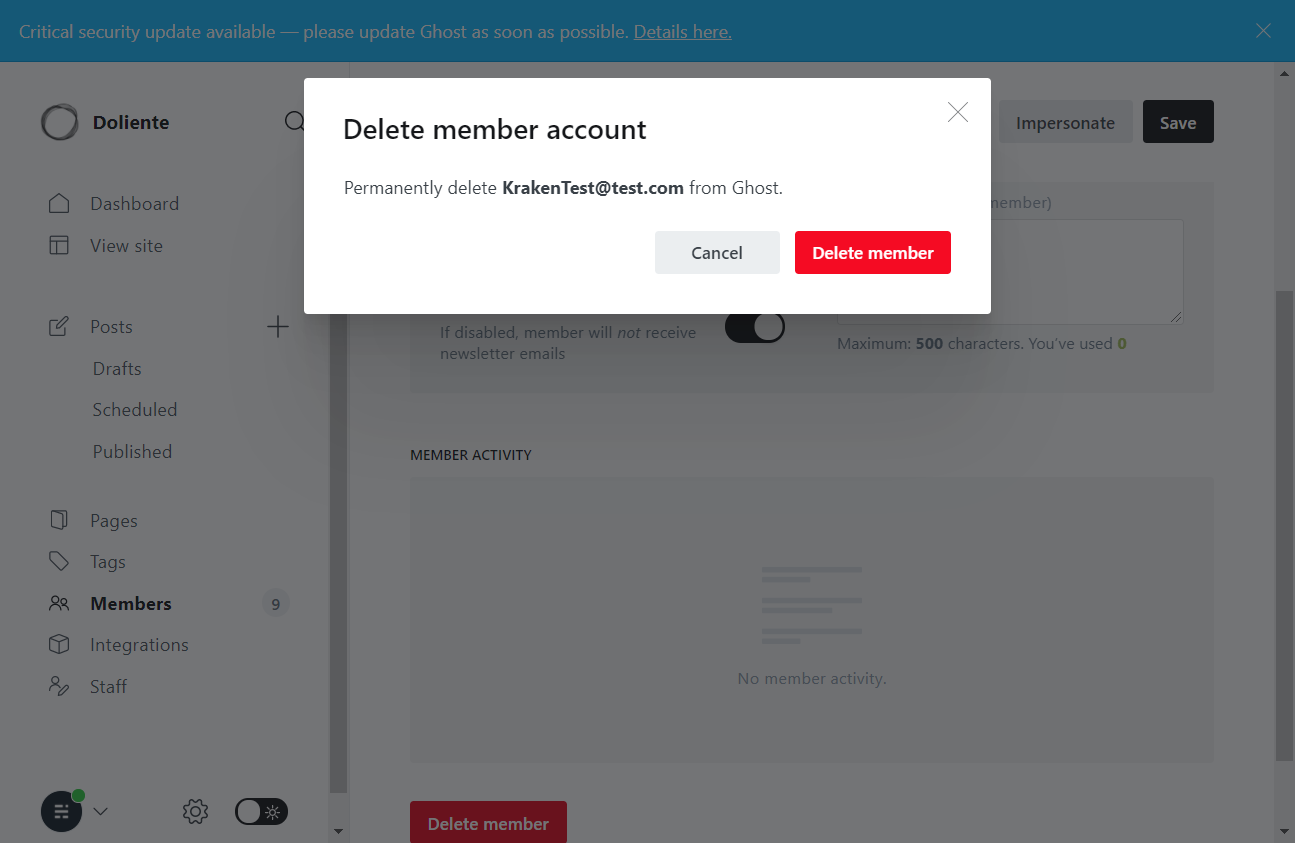 Critical security update available — please update Ghost as soon as possible. Details here.
Doliente
Dashboard
View site
Posts
Drafts
Scheduled
Published
Pages
Tags
Members 9
Integrations
Staff
Delete member account
Permanently delete KrakenTest@test.com from Ghost.
Cancel
Delete member
Impersonate
Save
member)
If disabled, member will not receive
newsletter emails
Maximum: 500 characters. You've used 0
MEMBER ACTIVITY
No member activity.
Delete member